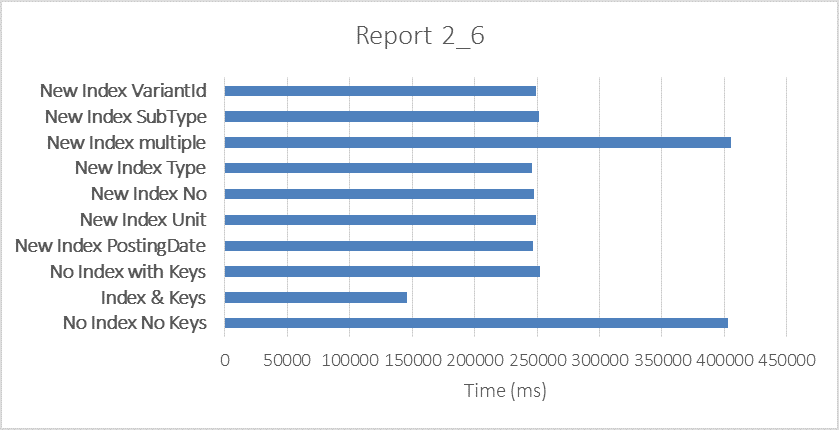 Report 2_6
New Index VariantId
New Index SubType
New Index multiple
New Index Type
New Index No
New Index Unit
New Index PostingDate
No Index with Keys
Index & Keys
No Index No Keys
0 50000 100000 150000 200000 250000 300000 350000 400000 450000
Time (ms)